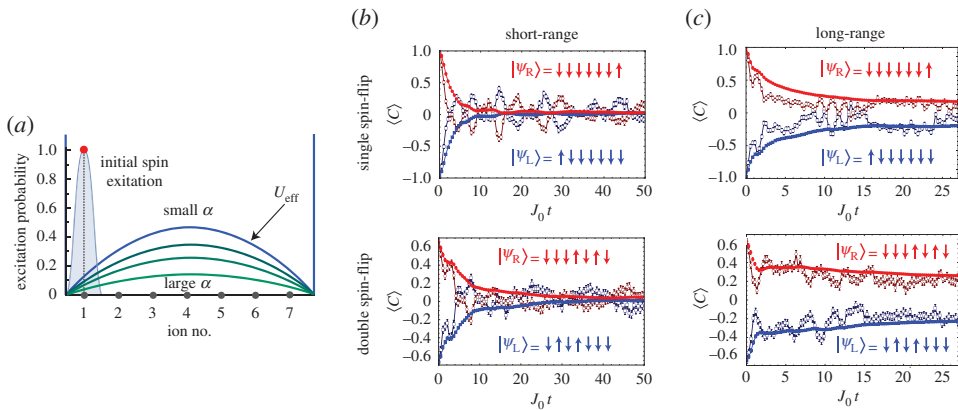 (a)
excitation probability
1.0
0.8
0.6
0.4
0.2
0
initial spin
exitation
small α
U_eff
large α
1 2 3 4 5 6 7
ion no.
(b)
short-range
single spin-flip
⟨C⟩
1.0
0.5
0
−0.5
−1.0
|ψ_R⟩ = ↓↓↓↓↓↓↑
|ψ_L⟩ = ↑↓↓↓↓↓↓
0 10 20 30 40 50
J_0 t
double spin-flip
⟨C⟩
0.6
0.4
0.2
0
−0.2
−0.4
−0.6
|ψ_R⟩ = ↓↓↓↑↓↑↓
|ψ_L⟩ = ↓↑↓↑↓↓↓
0 10 20 30 40 50
J_0 t
(c)
long-range
⟨C⟩
1.0
0.5
0
−0.5
−1.0
|ψ_R⟩ = ↓↓↓↓↓↓↑
|ψ_L⟩ = ↑↓↓↓↓↓↓
0 5 10 15 20 25
J_0 t
⟨C⟩
0.6
0.4
0.2
0
−0.2
−0.4
−0.6
|ψ_R⟩ = ↓↓↓↑↓↑↓
|ψ_L⟩ = ↓↑↓↑↓↓↓
0 5 10 15 20 25
J_0 t